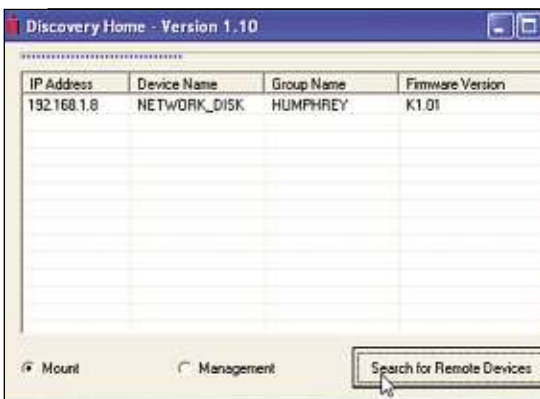 Discovery Home - Version 1.10
IP Address Device Name Group Name Firmware Version
192.168.1.8 NETWORK_DISK HUMPHREY K1.01
Mount Management Search for Remote Devices